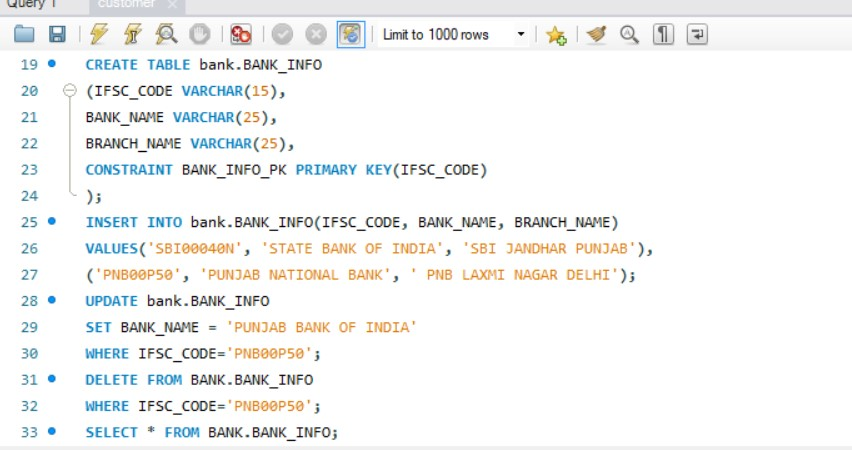 Query 1 customer
Limit to 1000 rows
19 CREATE TABLE bank.BANK_INFO
20 (IFSC_CODE VARCHAR(15),
21 BANK_NAME VARCHAR(25),
22 BRANCH_NAME VARCHAR(25),
23 CONSTRAINT BANK_INFO_PK PRIMARY KEY(IFSC_CODE)
24 );
25 INSERT INTO bank.BANK_INFO(IFSC_CODE, BANK_NAME, BRANCH_NAME)
26 VALUES('SBI00040N', 'STATE BANK OF INDIA', 'SBI JANDHAR PUNJAB'),
27 ('PNB00P50', 'PUNJAB NATIONAL BANK', ' PNB LAXMI NAGAR DELHI');
28 UPDATE bank.BANK_INFO
29 SET BANK_NAME = 'PUNJAB BANK OF INDIA'
30 WHERE IFSC_CODE='PNB00P50';
31 DELETE FROM BANK.BANK_INFO
32 WHERE IFSC_CODE='PNB00P50';
33 SELECT * FROM BANK.BANK_INFO;